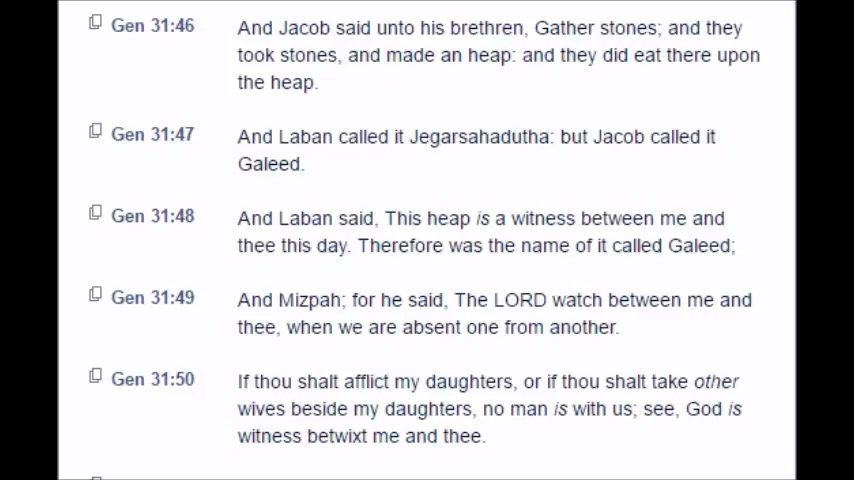 Gen 31:46 And Jacob said unto his brethren, Gather stones; and they
took stones, and made an heap: and they did eat there upon
the heap.
Gen 31:47 And Laban called it Jegarsahadutha: but Jacob called it
Galeed.
Gen 31:48 And Laban said, This heap is a witness between me and
thee this day. Therefore was the name of it called Galeed;
Gen 31:49 And Mizpah; for he said, The LORD watch between me and
thee, when we are absent one from another.
Gen 31:50 If thou shalt afflict my daughters, or if thou shalt take other
wives beside my daughters, no man is with us; see, God is
witness betwixt me and thee.